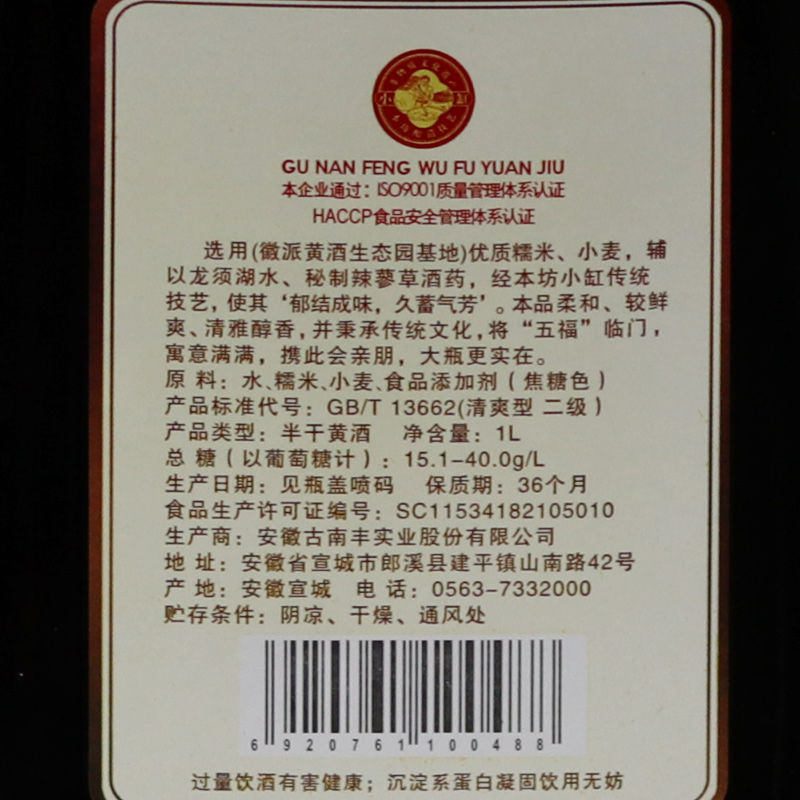 GU NAN FENG WU FU YUAN JIU
本企业通过：ISO9001质量管理体系认证
HACCP食品安全管理体系认证
选用(徽派黄酒生态园基地)优质糯米、小麦，辅
以龙须湖水、秘制辣蓼草酒药，经本坊小缸传统
技艺，使其‘郁结成味，久蓄气芳’。本品柔和、较鲜
爽、清雅醇香，并秉承传统文化，将“五福”临门，
寓意满满，携此会亲朋，大瓶更实在。
原 料：水、糯米、小麦、食品添加剂（焦糖色）
产品标准代号：GB/T 13662(清爽型 二级）
产品类型：半干黄酒 净含量：1L
总 糖（以葡萄糖计）：15.1-40.0g/L
生产日期：见瓶盖喷码 保质期：36个月
食品生产许可证编号：SC11534182105010
生产商：安徽古南丰实业股份有限公司
地 址：安徽省宣城市郎溪县建平镇山南路42号
产 地：安徽宣城 电 话：0563-7332000
贮存条件：阴凉、干燥、通风处
6 920761 100488
过量饮酒有害健康；沉淀系蛋白凝固饮用无妨